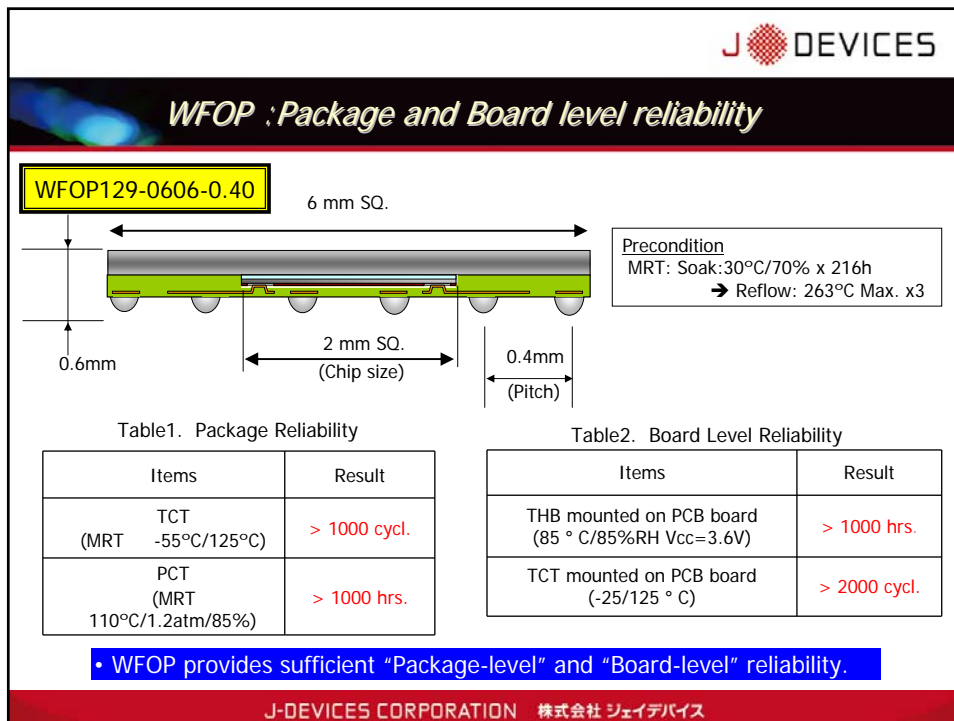 J DEVICES
WFOP : Package and Board level reliability
WFOP129-0606-0.40
6 mm SQ.
Precondition
MRT: Soak:30°C/70% x 216h
➔ Reflow: 263°C Max. x3
0.6mm
2 mm SQ.
(Chip size)
0.4mm
(Pitch)
Table1. Package Reliability
Items Result
TCT
(MRT -55°C/125°C)
> 1000 cycl.
PCT
(MRT
110°C/1.2atm/85%)
> 1000 hrs.
Table2. Board Level Reliability
Items Result
THB mounted on PCB board
(85 ° C/85%RH Vcc=3.6V)
> 1000 hrs.
TCT mounted on PCB board
(-25/125 ° C)
> 2000 cycl.
• WFOP provides sufficient “Package-level” and “Board-level” reliability.
J-DEVICES CORPORATION 株式会社 ジェイデバイス